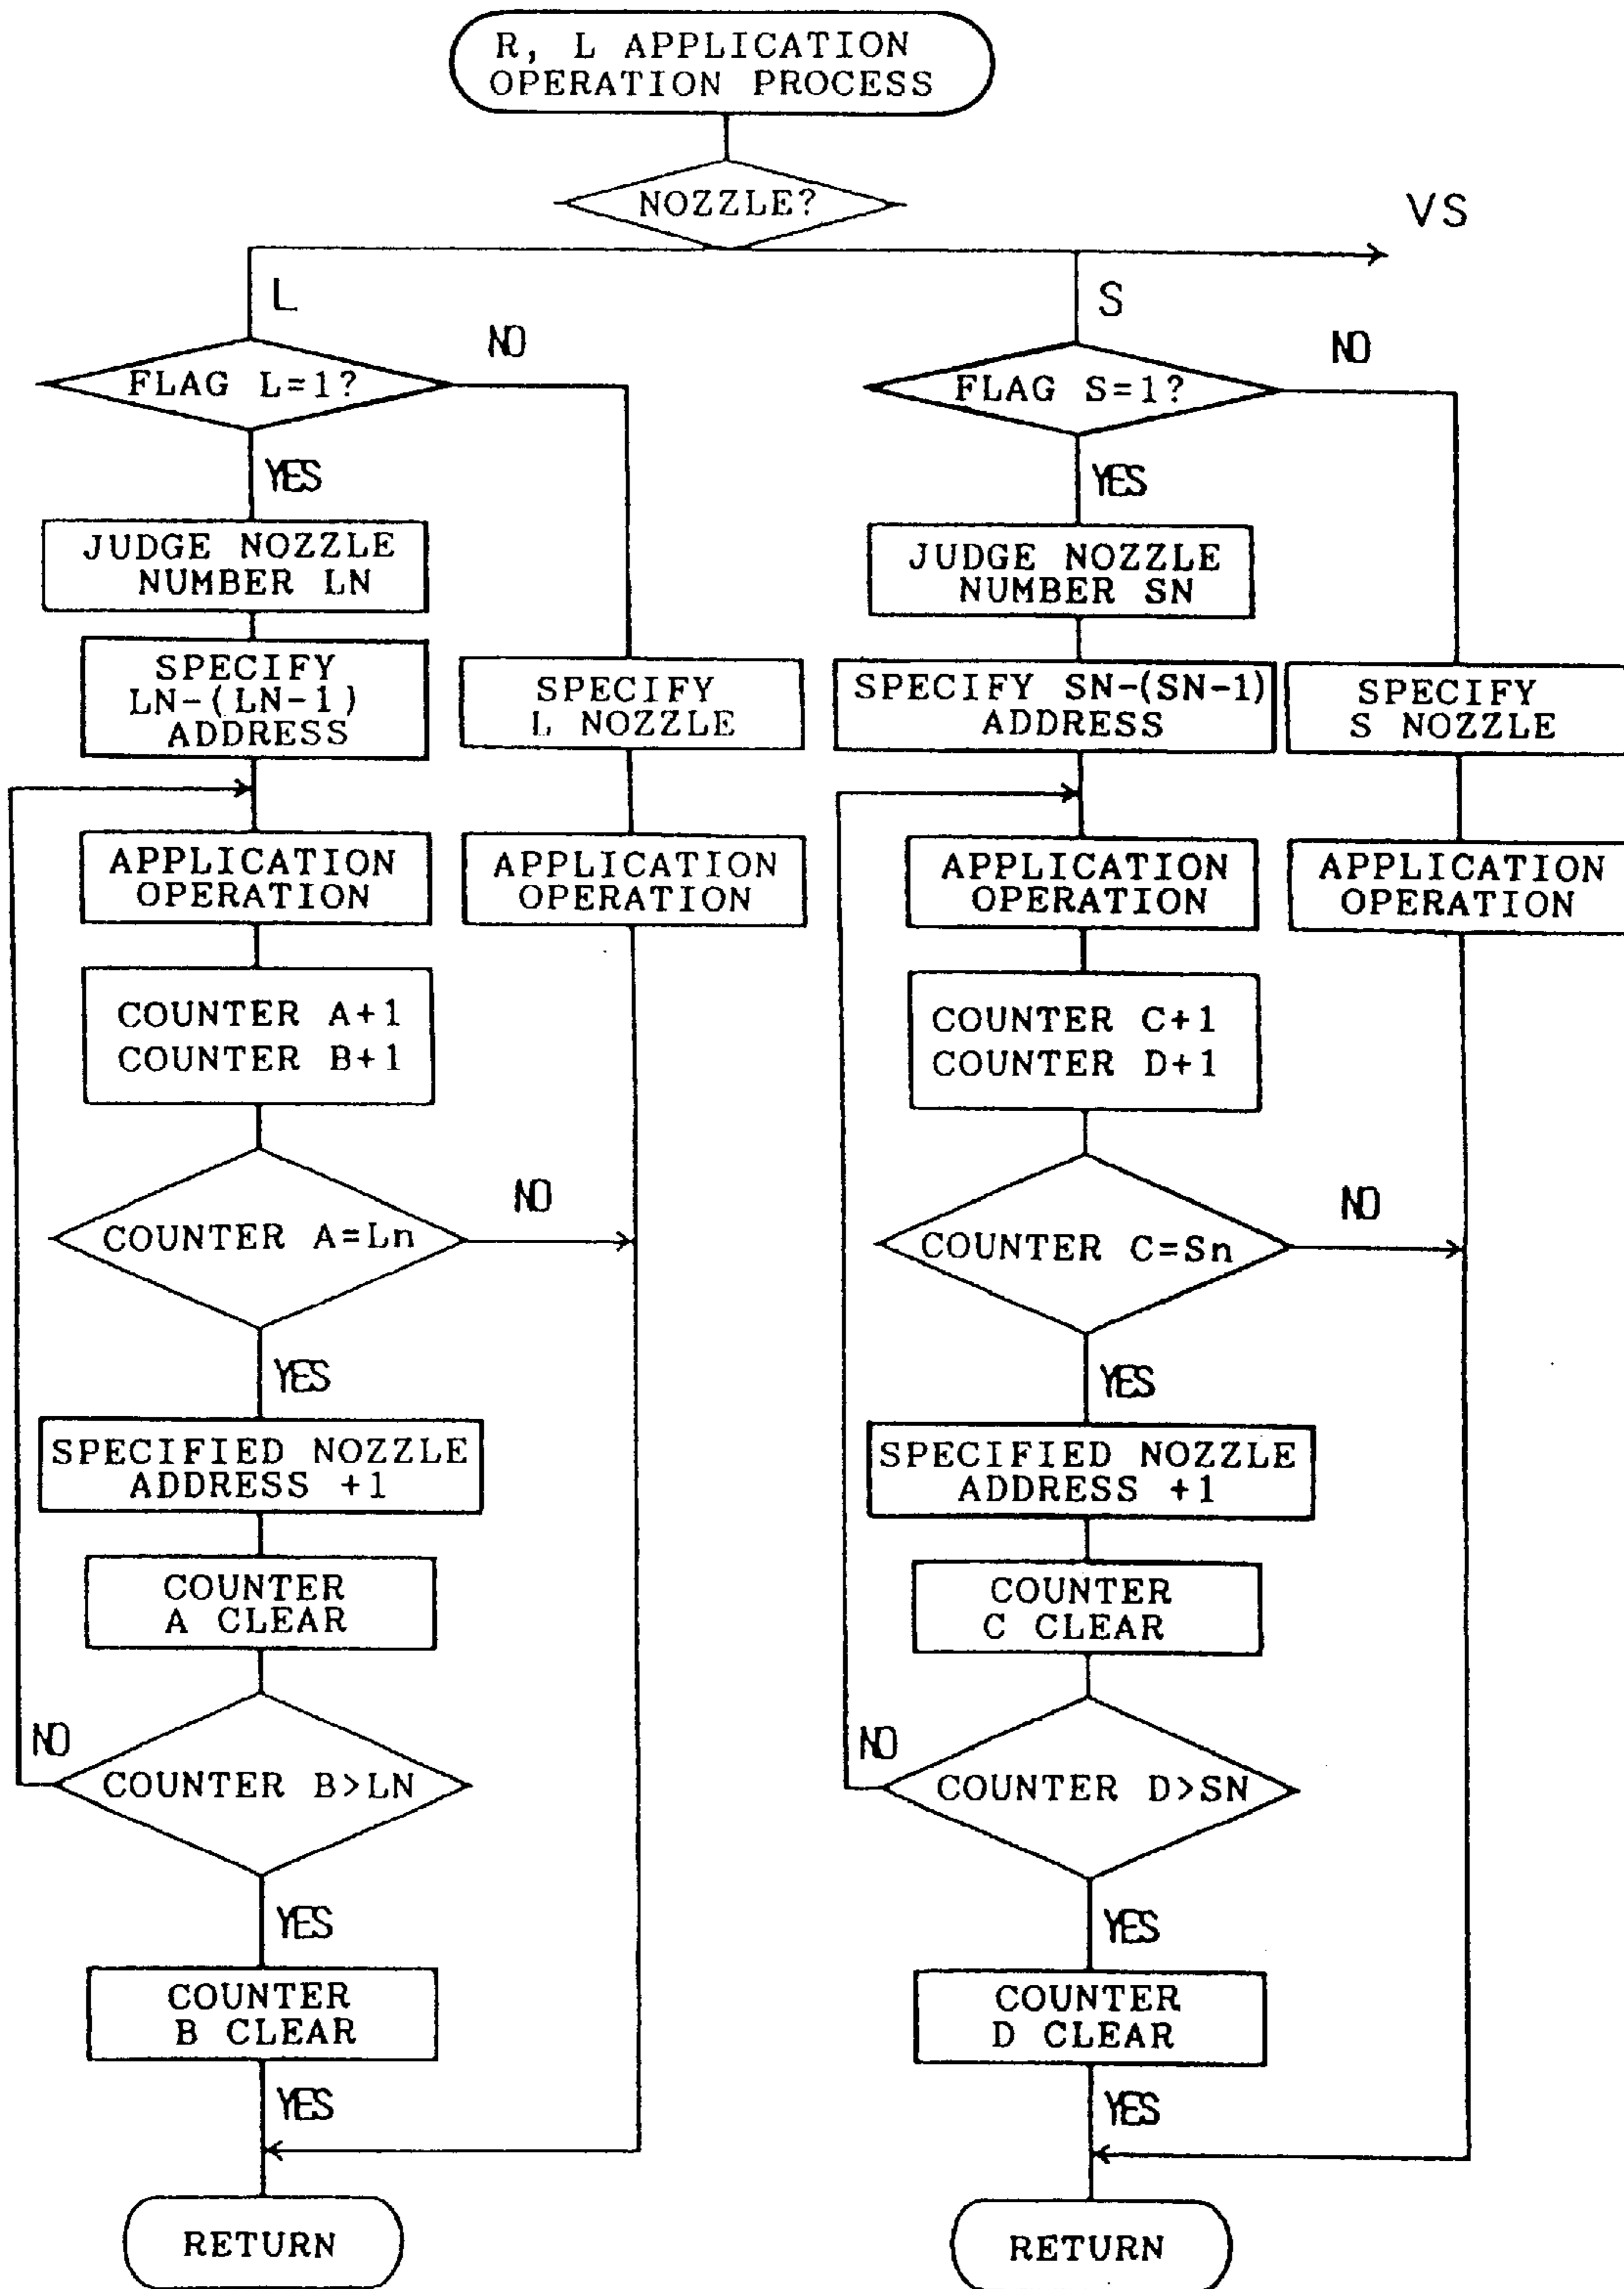 R, L APPLICATION
OPERATION PROCESS
NOZZLE?
VS
L
FLAG L=1?
NO
YES
JUDGE NOZZLE
NUMBER LN
SPECIFY
LN-(LN-1)
ADDRESS
SPECIFY
L NOZZLE
APPLICATION
OPERATION
APPLICATION
OPERATION
COUNTER A+1
COUNTER B+1
COUNTER A=Ln
NO
YES
SPECIFIED NOZZLE
ADDRESS +1
COUNTER
A CLEAR
NO
COUNTER B>LN
YES
COUNTER
B CLEAR
YES
RETURN
S
FLAG S=1?
NO
YES
JUDGE NOZZLE
NUMBER SN
SPECIFY SN-(SN-1)
ADDRESS
SPECIFY
S NOZZLE
APPLICATION
OPERATION
APPLICATION
OPERATION
COUNTER C+1
COUNTER D+1
COUNTER C=Sn
NO
YES
SPECIFIED NOZZLE
ADDRESS +1
COUNTER
C CLEAR
NO
COUNTER D>SN
YES
COUNTER
D CLEAR
YES
RETURN